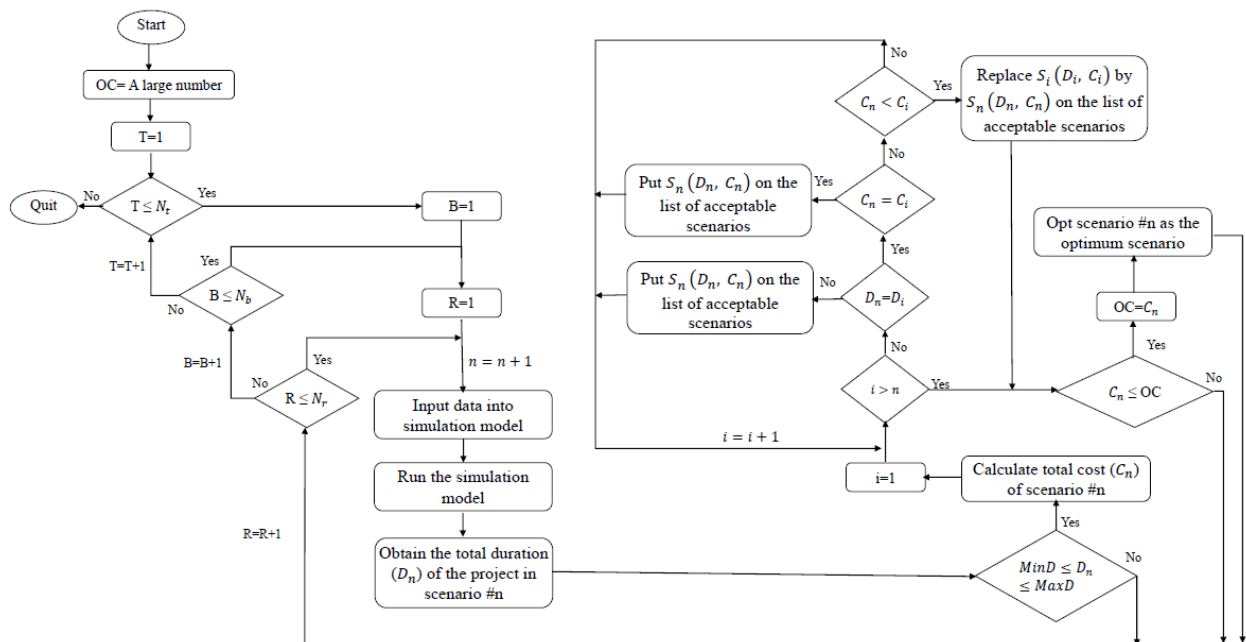 Start
OC= A large number
T=1
T ≤ N_t
No
Yes
Quit
B=1
T=T+1
Yes
B ≤ N_b
No
R=1
B=B+1
Yes
No
R ≤ N_r
n = n + 1
Input data into
simulation model
Run the simulation
model
R=R+1
Obtain the total duration
(D_n) of the project in
scenario #n
MinD ≤ D_n
≤ MaxD
Yes
No
Calculate total cost (C_n)
of scenario #n
i=1
i = i + 1
i > n
Yes
No
D_n=D_i
No
Yes
Put S_n (D_n, C_n) on the
list of acceptable
scenarios
C_n = C_i
Yes
No
Put S_n (D_n, C_n) on the
list of acceptable
scenarios
C_n < C_i
No
Yes
Replace S_i (D_i, C_i) by
S_n (D_n, C_n) on the list of
acceptable scenarios
C_n ≤ OC
Yes
No
OC=C_n
Opt scenario #n as the
optimum scenario